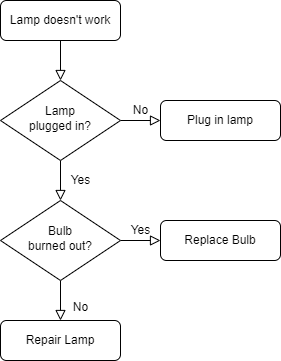 Lamp doesn't work
Lamp
plugged in?
No
Plug in lamp
Yes
Bulb
burned out?
Yes
Replace Bulb
No
Repair Lamp